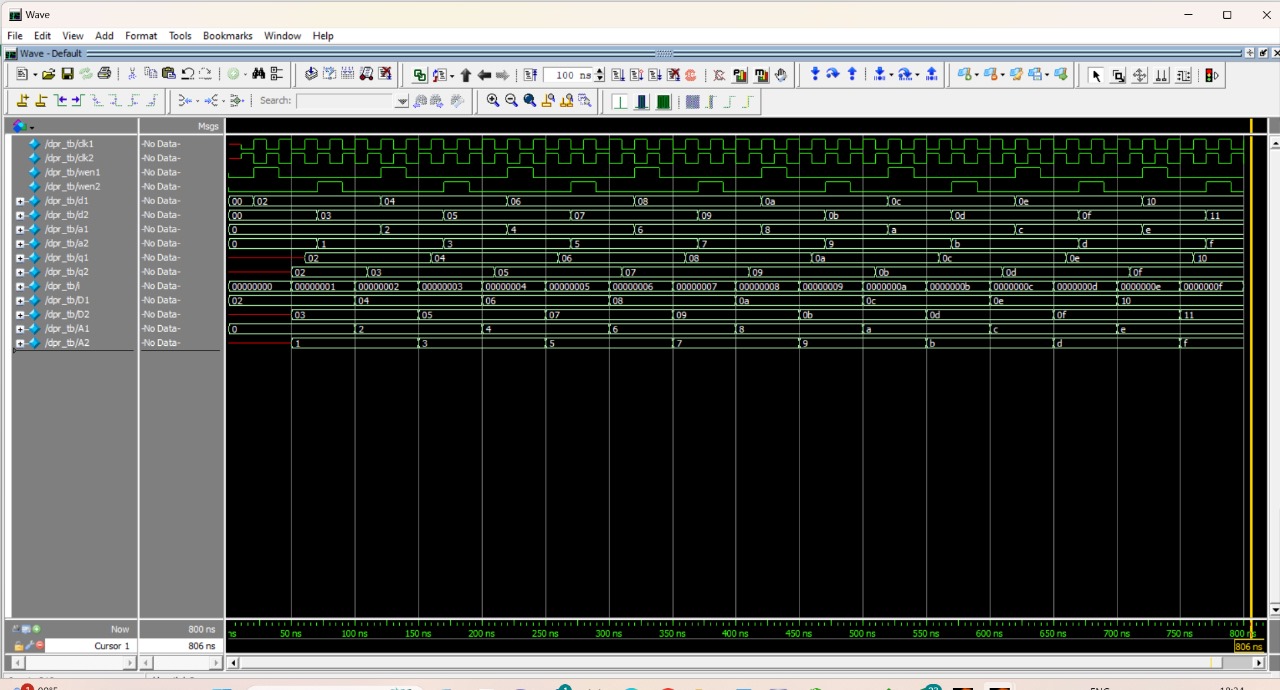 Wave
File Edit View Add Format Tools Bookmarks Window Help
Wave - Default
100 ns
Search:
Msgs
/dpr_tb/clk1 -No Data-
/dpr_tb/clk2 -No Data-
/dpr_tb/wen1 -No Data-
/dpr_tb/wen2 -No Data-
/dpr_tb/d1 -No Data- 00 02 04 06 08 0a 0c 0e 10
/dpr_tb/d2 -No Data- 00 03 05 07 09 0b 0d 0f 11
/dpr_tb/a1 -No Data- 0 2 4 6 8 a c e
/dpr_tb/a2 -No Data- 0 1 3 5 7 9 b d f
/dpr_tb/q1 -No Data- 02 04 06 08 0a 0c 0e 10
/dpr_tb/q2 -No Data- 02 03 05 07 09 0b 0d 0f
/dpr_tb/i -No Data- 00000000 00000001 00000002 00000003 00000004 00000005 00000006 00000007 00000008 00000009 0000000a 0000000b 0000000c 0000000d 0000000e 0000000f
/dpr_tb/D1 -No Data- 02 04 06 08 0a 0c 0e 10
/dpr_tb/D2 -No Data- 03 05 07 09 0b 0d 0f 11
/dpr_tb/A1 -No Data- 0 2 4 6 8 a c e
/dpr_tb/A2 -No Data- 1 3 5 7 9 b d f
Now 800 ns ns 50 ns 100 ns 150 ns 200 ns 250 ns 300 ns 350 ns 400 ns 450 ns 500 ns 550 ns 600 ns 650 ns 700 ns 750 ns 800 ns
Cursor 1 806 ns 806 ns